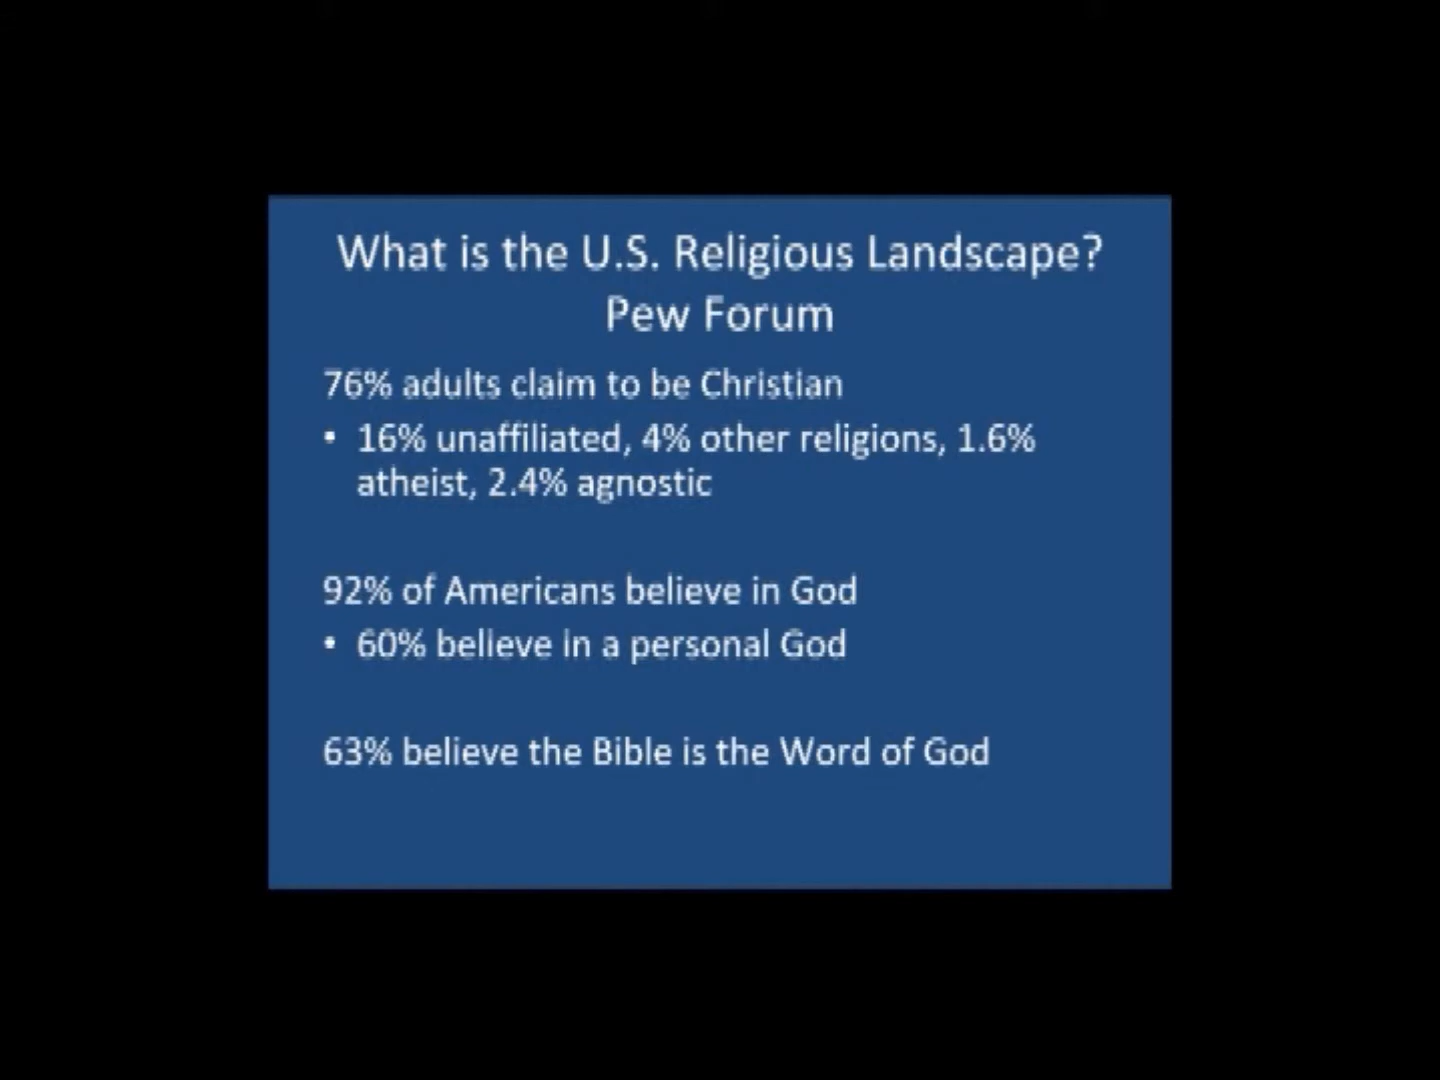 What is the U.S. Religious Landscape?
Pew Forum
76% adults claim to be Christian
• 16% unaffiliated, 4% other religions, 1.6%
atheist, 2.4% agnostic
92% of Americans believe in God
• 60% believe in a personal God
63% believe the Bible is the Word of God